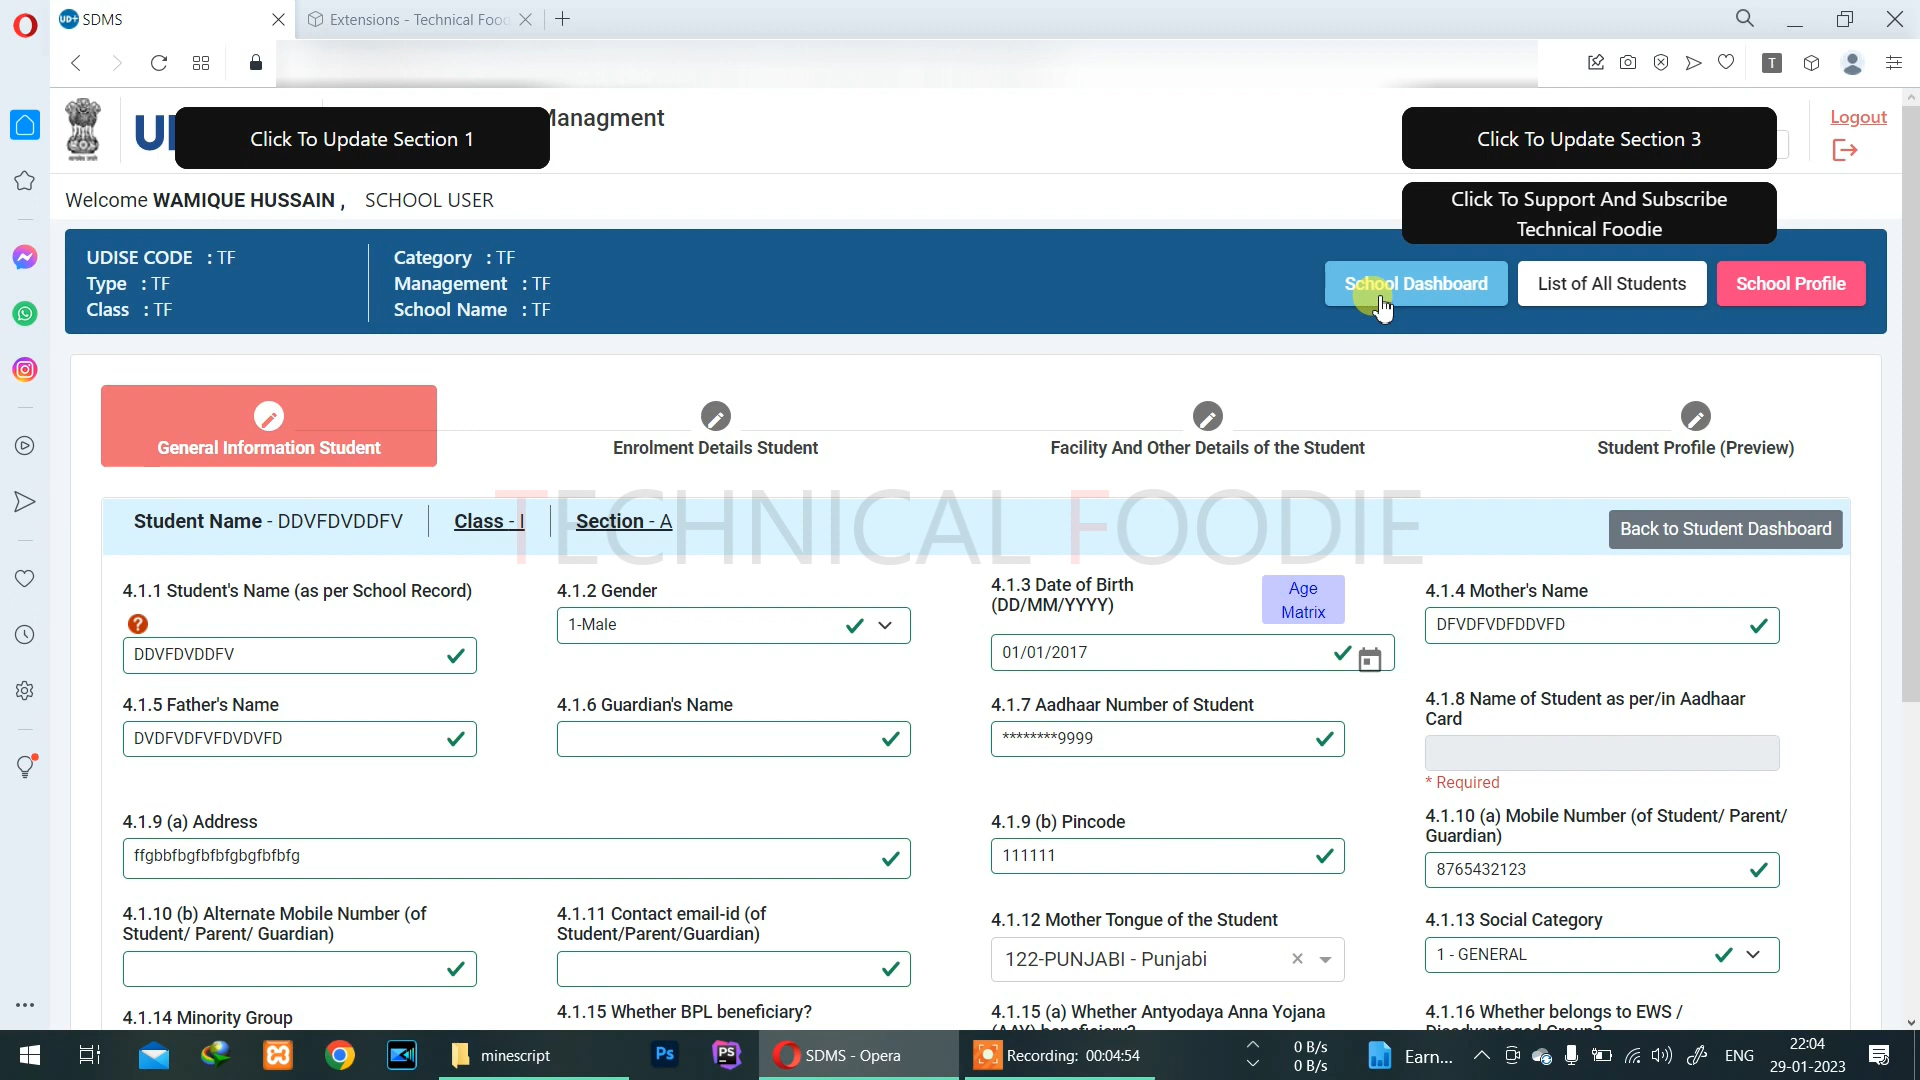 SDMS
Extensions - Technical Food
Managment
Click To Update Section 1
Click To Update Section 3
Logout
Welcome WAMIQUE HUSSAIN , SCHOOL USER
Click To Support And Subscribe
Technical Foodie
UDISE CODE : TF
Type : TF
Class : TF
Category : TF
Management : TF
School Name : TF
School Dashboard
List of All Students
School Profile
General Information Student
Enrolment Details Student
Facility And Other Details of the Student
Student Profile (Preview)
TECHNICAL FOODIE
Student Name - DDVFDVDDFV
Class - I
Section - A
Back to Student Dashboard
4.1.1 Student's Name (as per School Record)
DDVFDVDDFV
4.1.2 Gender
1-Male
4.1.3 Date of Birth
(DD/MM/YYYY)
Age
Matrix
01/01/2017
4.1.4 Mother's Name
DFVDFVDFDDVFD
4.1.5 Father's Name
DVDFVDFVFDVDVFD
4.1.6 Guardian's Name
4.1.7 Aadhaar Number of Student
********9999
4.1.8 Name of Student as per/in Aadhaar
Card
* Required
4.1.9 (a) Address
ffgbbfbgfbfbfgbgfbfbfg
4.1.9 (b) Pincode
111111
4.1.10 (a) Mobile Number (of Student/ Parent/
Guardian)
8765432123
4.1.10 (b) Alternate Mobile Number (of
Student/ Parent/ Guardian)
4.1.11 Contact email-id (of
Student/Parent/Guardian)
4.1.12 Mother Tongue of the Student
122-PUNJABI - Punjabi
4.1.13 Social Category
1 - GENERAL
4.1.14 Minority Group
4.1.15 Whether BPL beneficiary?
4.1.15 (a) Whether Antyodaya Anna Yojana
(AAY) beneficiary?
4.1.16 Whether belongs to EWS /
Disadvantaged Group?
minescript
Ps
PS
SDMS - Opera
Recording: 00:04:54
0 B/s
0 B/s
Earn...
ENG
22:04
29-01-2023